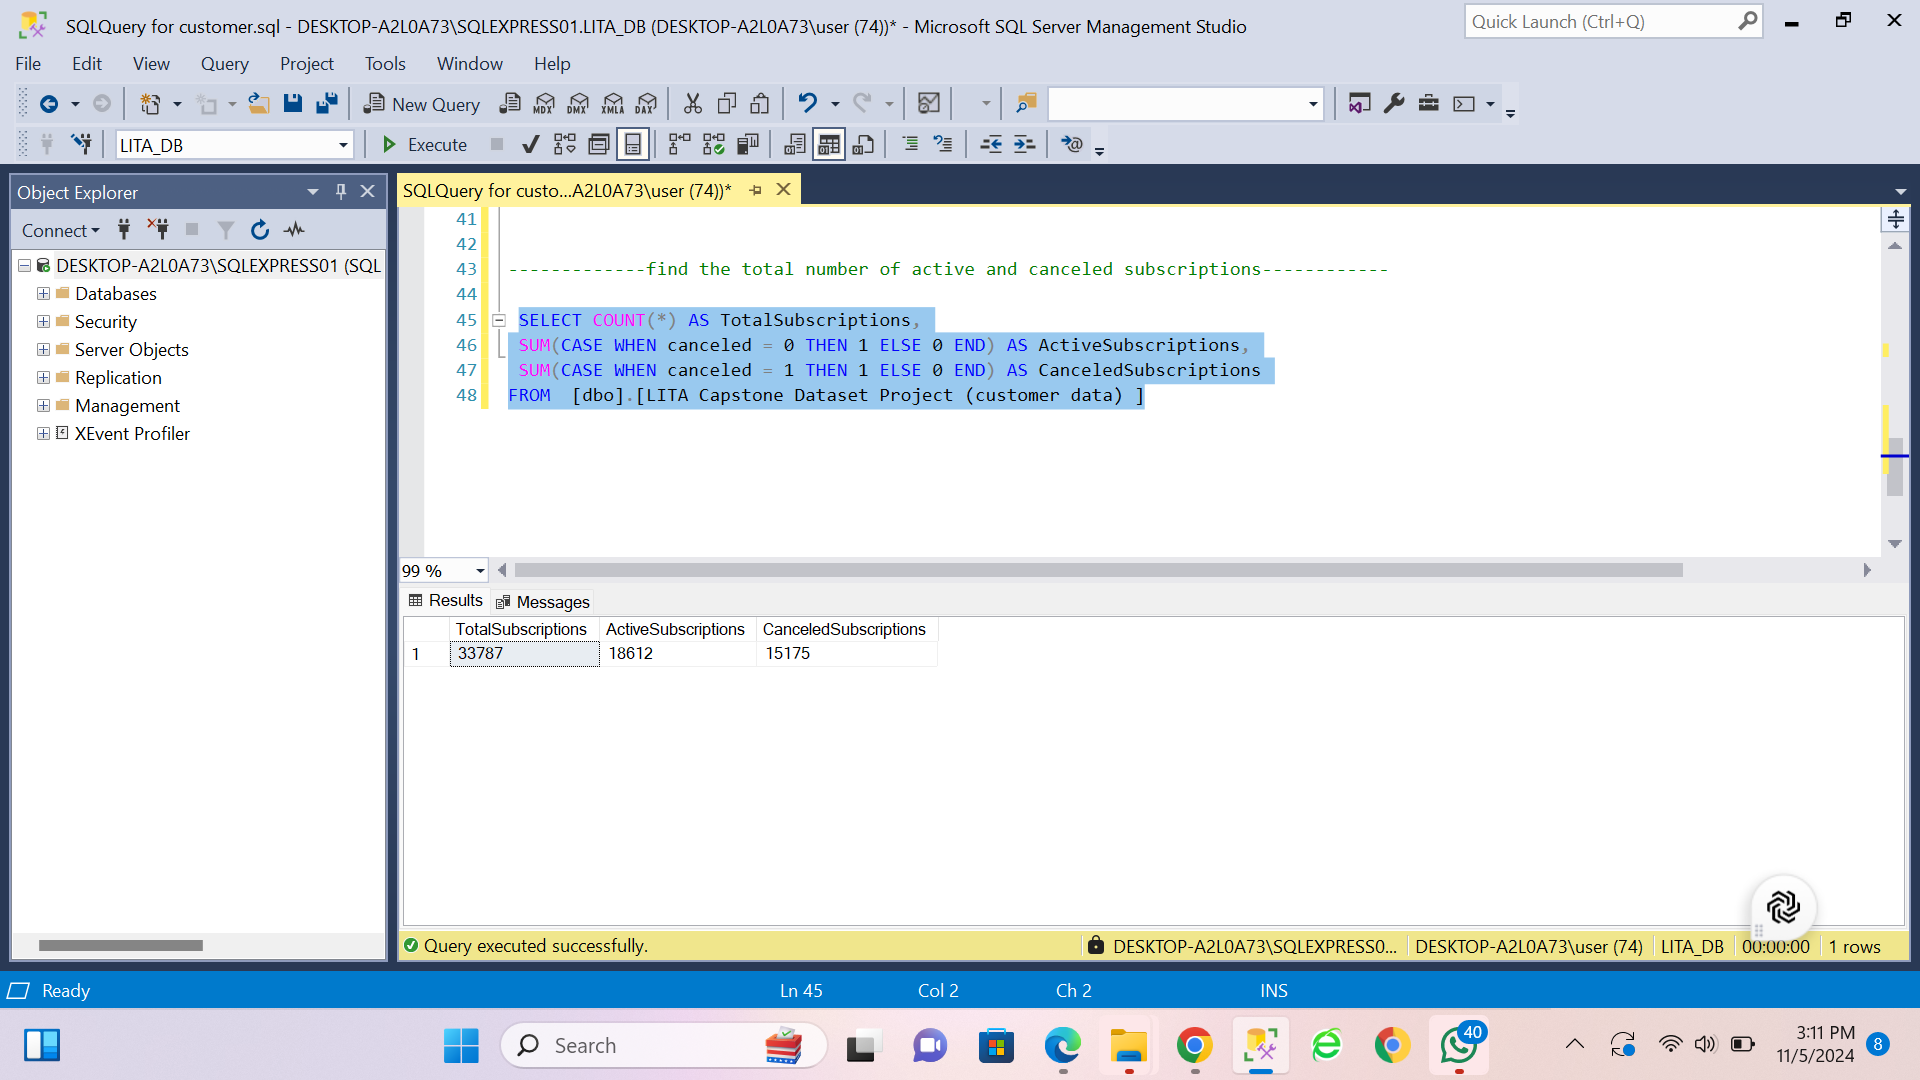 SQLQuery for customer.sql - DESKTOP-A2L0A73\SQLEXPRESS01.LITA_DB (DESKTOP-A2L0A73\user (74))* - Microsoft SQL Server Management Studio
Quick Launch (Ctrl+Q)
File Edit View Query Project Tools Window Help
New Query MDX DMX XMLA DAX
LITA_DB Execute
Object Explorer
SQLQuery for custo...A2L0A73\user (74))*
Connect
DESKTOP-A2L0A73\SQLEXPRESS01 (SQL
Databases
Security
Server Objects
Replication
Management
XEvent Profiler
41
42
43 -------------find the total number of active and canceled subscriptions------------
44
45 SELECT COUNT(*) AS TotalSubscriptions,
46 SUM(CASE WHEN canceled = 0 THEN 1 ELSE 0 END) AS ActiveSubscriptions,
47 SUM(CASE WHEN canceled = 1 THEN 1 ELSE 0 END) AS CanceledSubscriptions
48 FROM [dbo].[LITA Capstone Dataset Project (customer data) ]
99 %
Results Messages
TotalSubscriptions ActiveSubscriptions CanceledSubscriptions
1 33787 18612 15175
Query executed successfully. DESKTOP-A2L0A73\SQLEXPRESS0... DESKTOP-A2L0A73\user (74) LITA_DB 00:00:00 1 rows
Ready Ln 45 Col 2 Ch 2 INS
Search
40
3:11 PM
11/5/2024
8